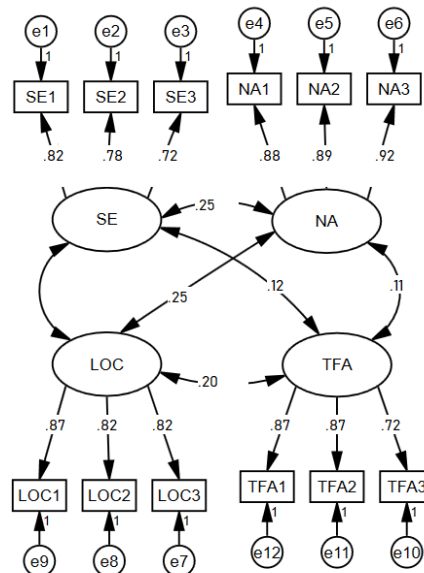 e1 e2 e3 e4 e5 e6
1 1 1 1 1 1
SE1 SE2 SE3 NA1 NA2 NA3
.82 .78 .72 .88 .89 .92
SE .25 NA
.25 .12 .11
LOC .20 TFA
.87 .82 .82 .87 .87 .72
LOC1 LOC2 LOC3 TFA1 TFA2 TFA3
1 1 1 1 1 1
e9 e8 e7 e12 e11 e10